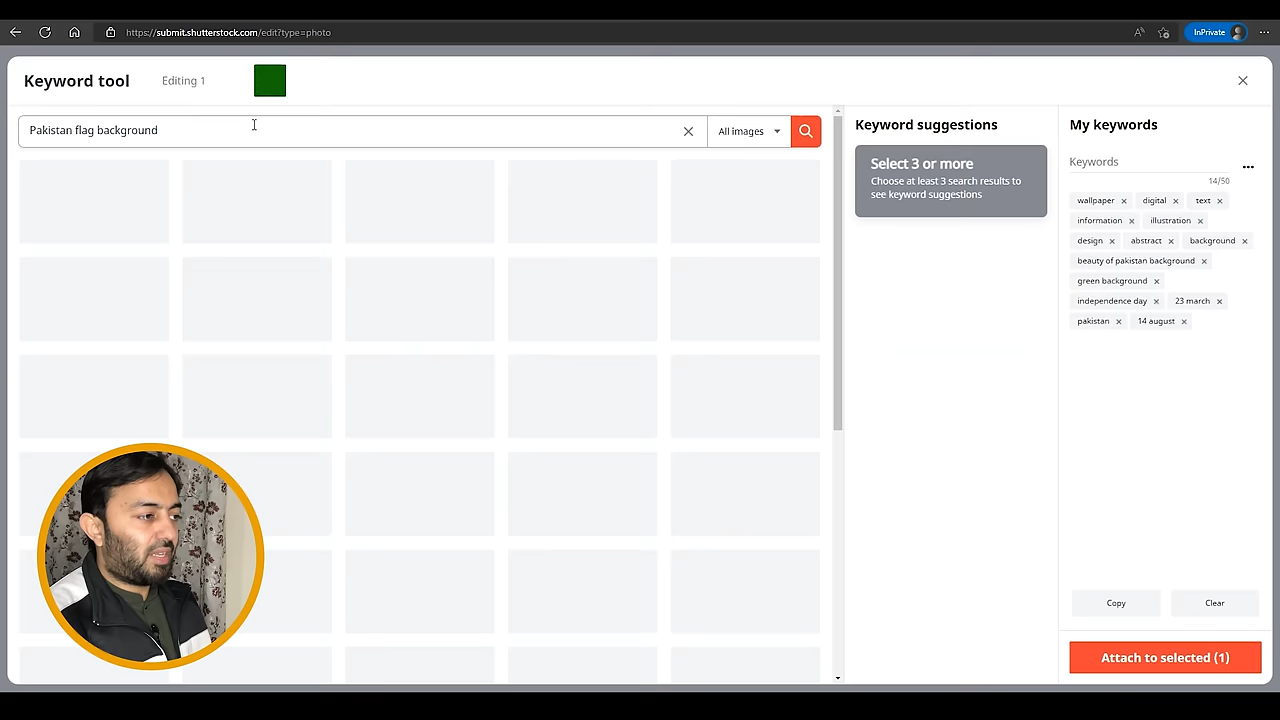 https://submit.shutterstock.com/edit?type=photo
InPrivate
Keyword tool
Editing 1
Pakistan flag background
All images
Keyword suggestions
Select 3 or more
Choose at least 3 search results to
see keyword suggestions
My keywords
Keywords
14/50
wallpaper
digital
text
information
illustration
design
abstract
background
beauty of pakistan background
green background
independence day
23 march
pakistan
14 august
Copy
Clear
Attach to selected (1)